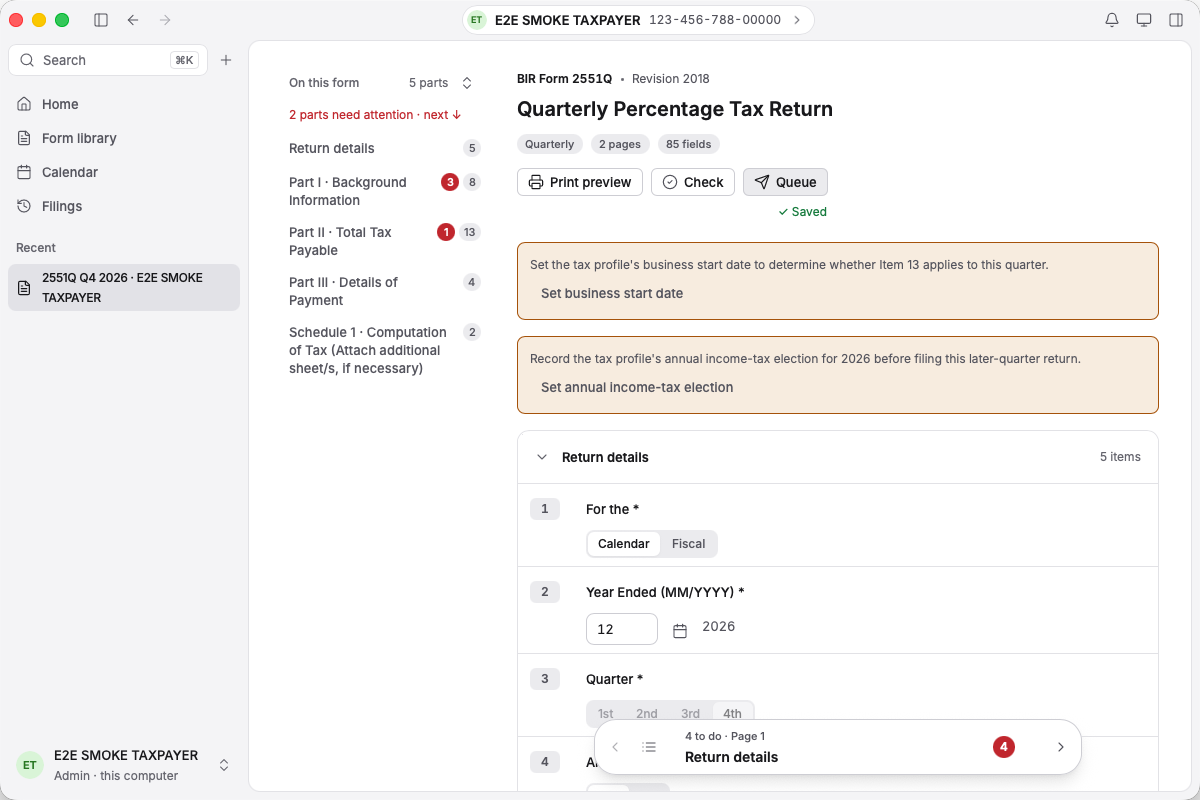 ET E2E SMOKE TAXPAYER 123-456-788-00000
Search ⌘K
Home
Form library
Calendar
Filings
Recent
2551Q Q4 2026 · E2E SMOKE
TAXPAYER
ET E2E SMOKE TAXPAYER
Admin · this computer
On this form 5 parts
2 parts need attention · next ↓
Return details 5
Part I · Background 3 8
Information
Part II · Total Tax 1 13
Payable
Part III · Details of 4
Payment
Schedule 1 · Computation 2
of Tax (Attach additional
sheet/s, if necessary)
BIR Form 2551Q • Revision 2018
Quarterly Percentage Tax Return
Quarterly 2 pages 85 fields
Print preview Check Queue
✓ Saved
Set the tax profile's business start date to determine whether Item 13 applies to this quarter.
Set business start date
Record the tax profile's annual income-tax election for 2026 before filing this later-quarter return.
Set annual income-tax election
Return details 5 items
1 For the *
Calendar Fiscal
2 Year Ended (MM/YYYY) *
12 2026
3 Quarter *
1st 2nd 3rd 4th
4
4 to do · Page 1
Return details 4